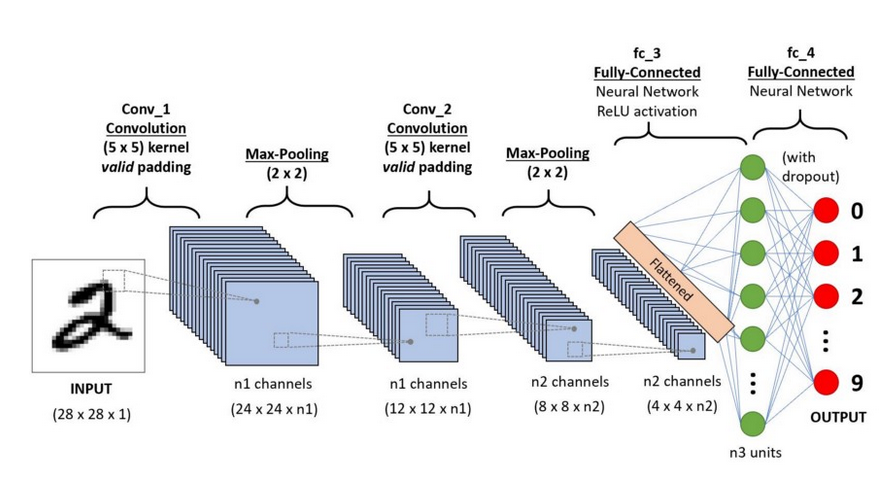 Conv_1
Convolution
(5 x 5) kernel
valid padding
Max-Pooling
(2 x 2)
Conv_2
Convolution
(5 x 5) kernel
valid padding
Max-Pooling
(2 x 2)
fc_3
Fully-Connected
Neural Network
ReLU activation
fc_4
Fully-Connected
Neural Network
(with
dropout)
2
INPUT
(28 x 28 x 1)
n1 channels
(24 x 24 x n1)
n1 channels
(12 x 12 x n1)
n2 channels
(8 x 8 x n2)
n2 channels
(4 x 4 x n2)
Flattened
n3 units
0
1
2
9
OUTPUT